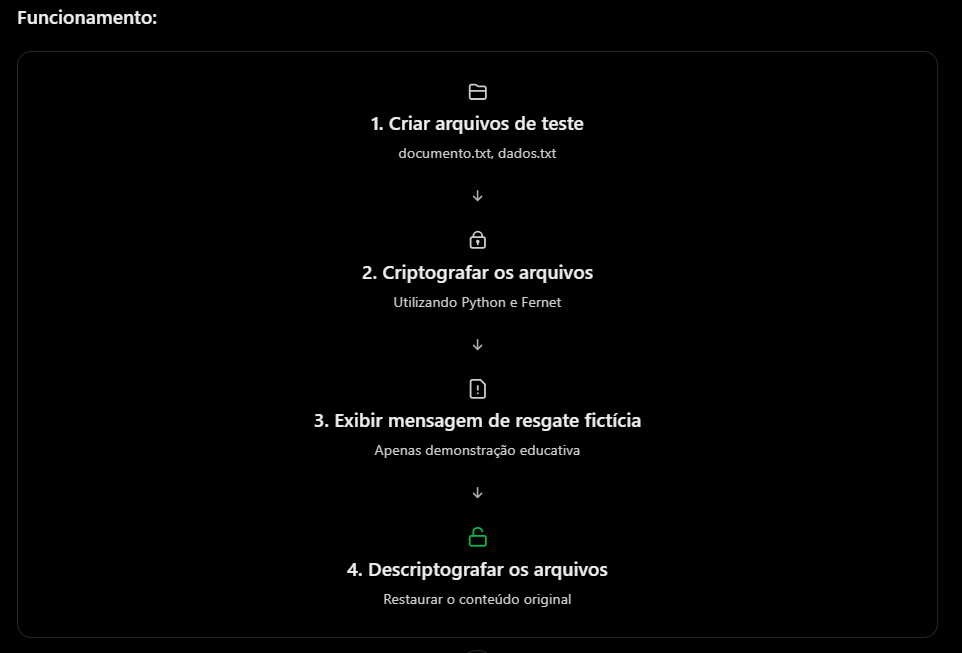 Funcionamento:
1. Criar arquivos de teste
documento.txt, dados.txt
2. Criptografar os arquivos
Utilizando Python e Fernet
3. Exibir mensagem de resgate fictícia
Apenas demonstração educativa
4. Descriptografar os arquivos
Restaurar o conteúdo original